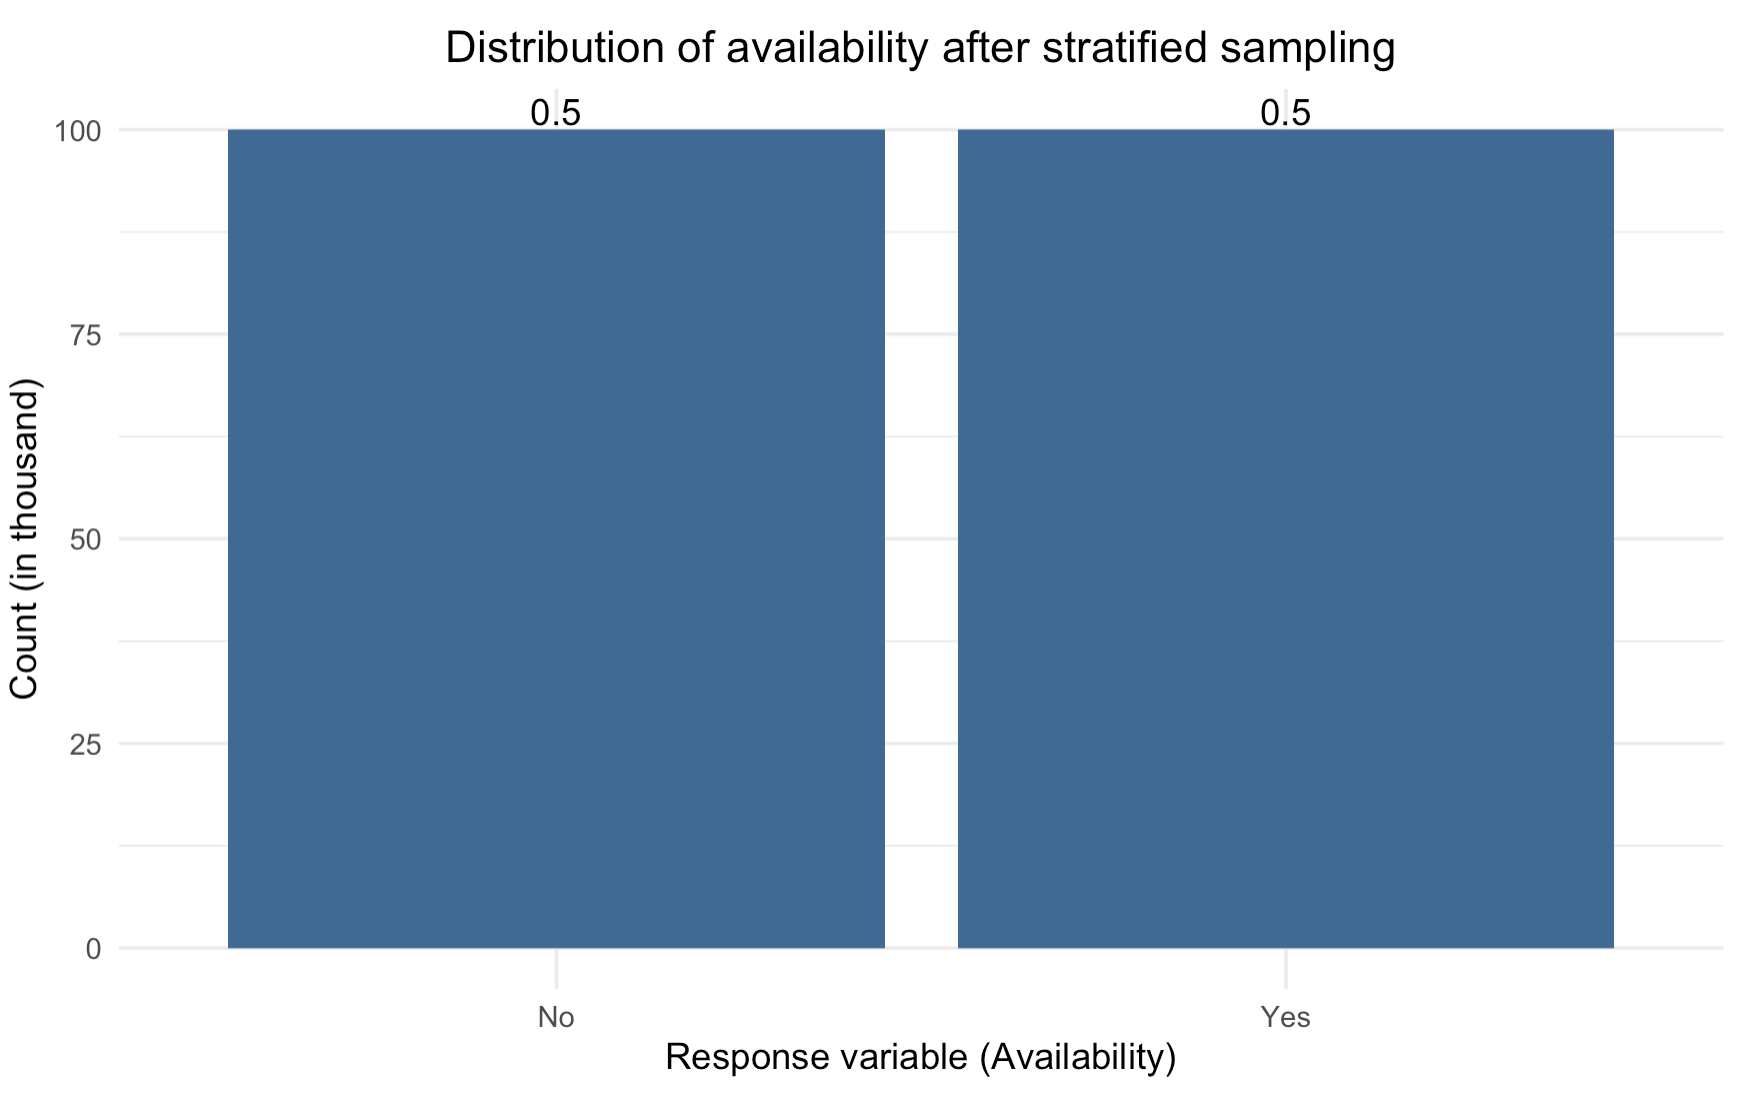 Distribution of availability after stratified sampling
0.5
0.5
100
75
50
25
0
Count (in thousand)
No
Yes
Response variable (Availability)